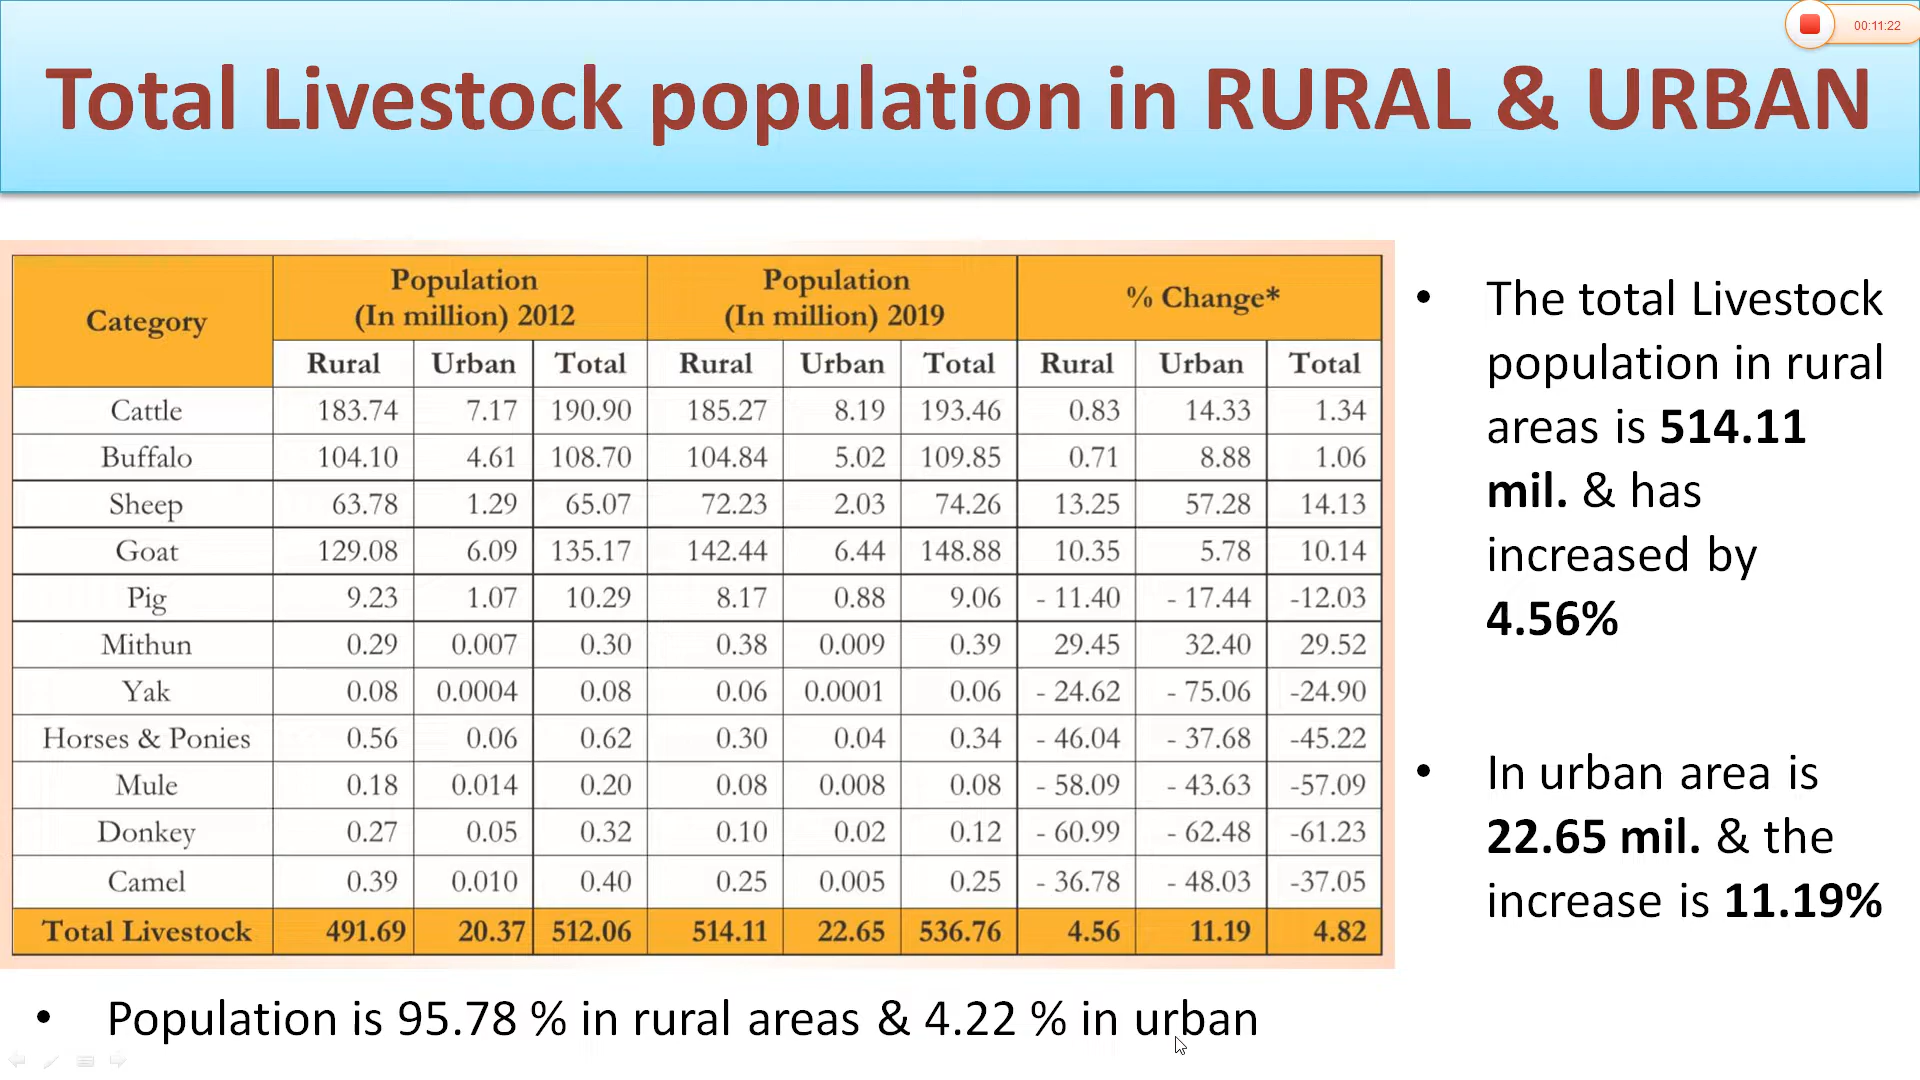 00:11:22
Total Livestock population in RURAL & URBAN
Category Population (In million) 2012 Population (In million) 2019 % Change*
Rural Urban Total Rural Urban Total Rural Urban Total
Cattle 183.74 7.17 190.90 185.27 8.19 193.46 0.83 14.33 1.34
Buffalo 104.10 4.61 108.70 104.84 5.02 109.85 0.71 8.88 1.06
Sheep 63.78 1.29 65.07 72.23 2.03 74.26 13.25 57.28 14.13
Goat 129.08 6.09 135.17 142.44 6.44 148.88 10.35 5.78 10.14
Pig 9.23 1.07 10.29 8.17 0.88 9.06 - 11.40 - 17.44 -12.03
Mithun 0.29 0.007 0.30 0.38 0.009 0.39 29.45 32.40 29.52
Yak 0.08 0.0004 0.08 0.06 0.0001 0.06 - 24.62 - 75.06 -24.90
Horses & Ponies 0.56 0.06 0.62 0.30 0.04 0.34 - 46.04 - 37.68 -45.22
Mule 0.18 0.014 0.20 0.08 0.008 0.08 - 58.09 - 43.63 -57.09
Donkey 0.27 0.05 0.32 0.10 0.02 0.12 - 60.99 - 62.48 -61.23
Camel 0.39 0.010 0.40 0.25 0.005 0.25 - 36.78 - 48.03 -37.05
Total Livestock 491.69 20.37 512.06 514.11 22.65 536.76 4.56 11.19 4.82
• The total Livestock
population in rural
areas is 514.11
mil. & has
increased by
4.56%
• In urban area is
22.65 mil. & the
increase is 11.19%
• Population is 95.78 % in rural areas & 4.22 % in urban